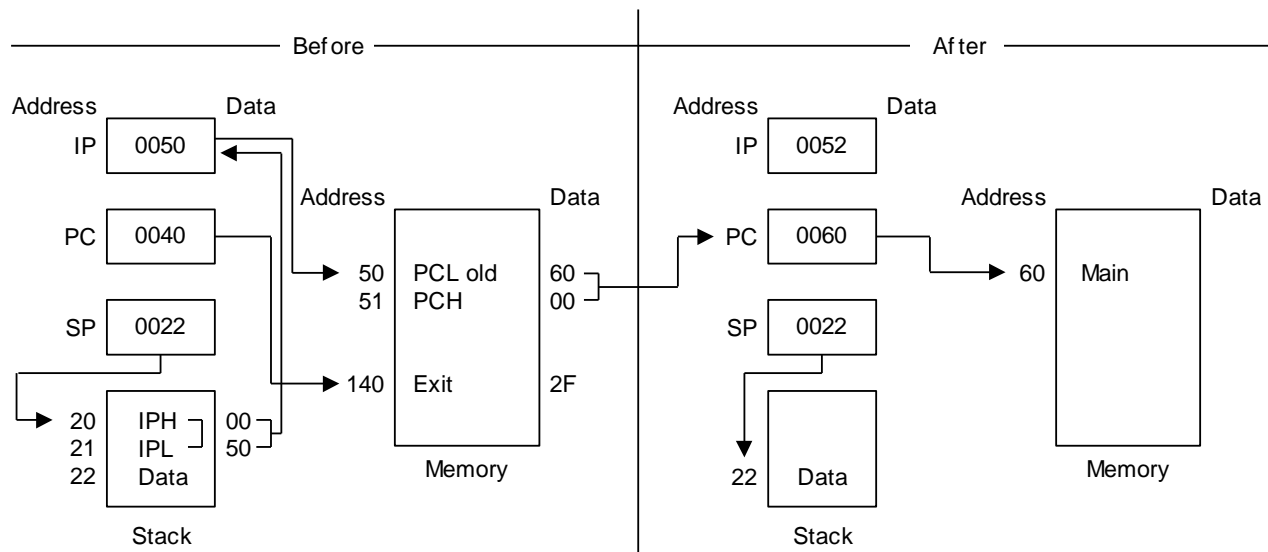 Before
Address Data
IP 0050
PC 0040
SP 0022
20 IPH 00
21 IPL 50
22 Data
Stack
Address Data
50 PCL old 60
51 PCH 00
140 Exit 2F
Memory
After
Address Data
IP 0052
PC 0060
SP 0022
22 Data
Stack
Address Data
60 Main
Memory